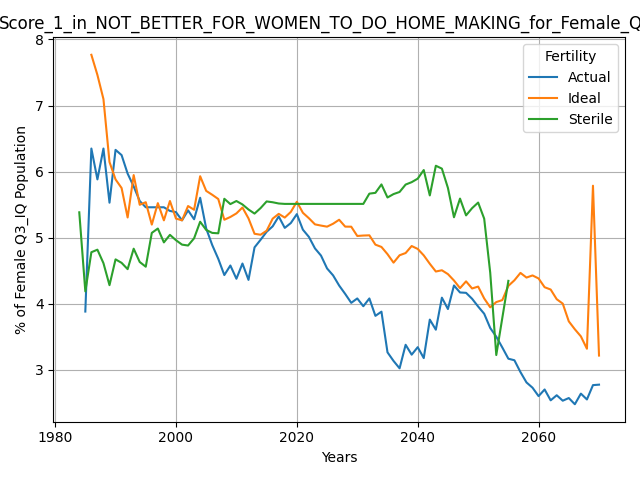 Score_1_in_NOT_BETTER_FOR_WOMEN_TO_DO_HOME_MAKING_for_Female_Q
8
7
6
5
4
3
% of Female Q3_IQ Population
Fertility
Actual
Ideal
Sterile
1980 2000 2020 2040 2060
Years